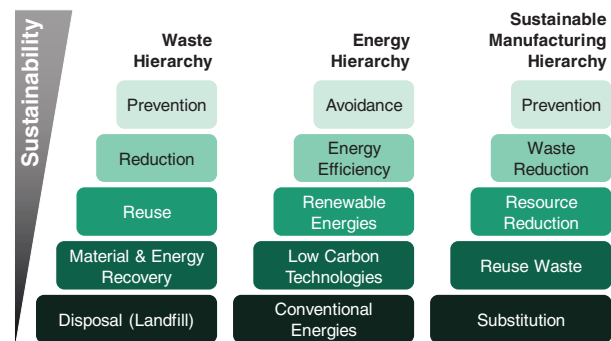 Sustainability
Waste
Hierarchy
Prevention
Reduction
Reuse
Material & Energy
Recovery
Disposal (Landfill)
Energy
Hierarchy
Avoidance
Energy
Efficiency
Renewable
Energies
Low Carbon
Technologies
Conventional
Energies
Sustainable
Manufacturing
Hierarchy
Prevention
Waste
Reduction
Resource
Reduction
Reuse Waste
Substitution